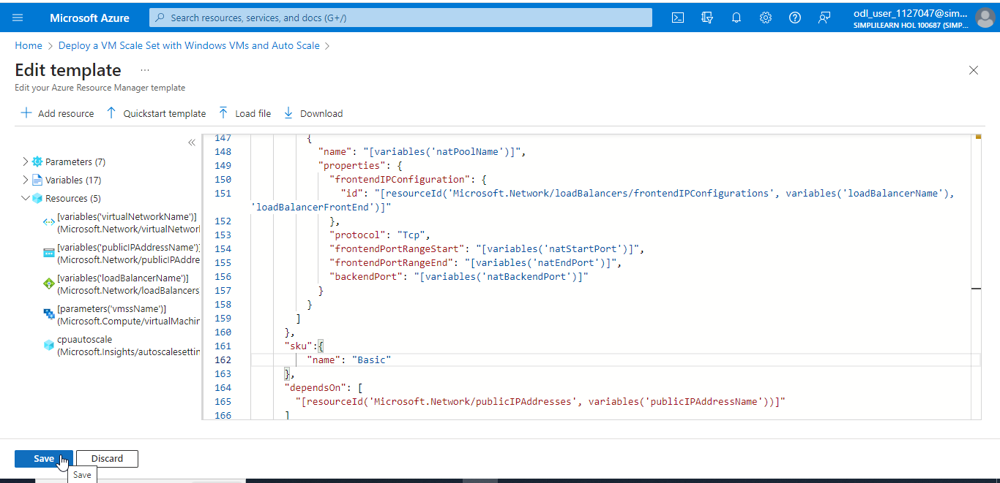 Microsoft Azure
Search resources, services, and docs (G+/)
odl_user_1127047@sim...
SIMPLILEARN HOL 100687 (SIMP...
Home > Deploy a VM Scale Set with Windows VMs and Auto Scale >
Edit template ...
Edit your Azure Resource Manager template
Add resource Quickstart template Load file Download
«
Parameters (7)
Variables (17)
Resources (5)
[variables('virtualNetworkName')]
(Microsoft.Network/virtualNetworl
[variables('publicIPAddressName')]
(Microsoft.Network/publicIPAddre
[variables('loadBalancerName')]
(Microsoft.Network/loadBalancers
[parameters('vmssName')]
(Microsoft.Compute/virtualMachir
cpuautoscale
(Microsoft.Insights/autoscalesettin
147 {
148 "name": "[variables('natPoolName')]",
149 "properties": {
150 "frontendIPConfiguration": {
151 "id": "[resourceId('Microsoft.Network/loadBalancers/frontendIPConfigurations', variables('loadBalancerName'),
'loadBalancerFrontEnd')]"
152 },
153 "protocol": "Tcp",
154 "frontendPortRangeStart": "[variables('natStartPort')]",
155 "frontendPortRangeEnd": "[variables('natEndPort')]",
156 "backendPort": "[variables('natBackendPort')]"
157 }
158 }
159 ]
160 },
161 "sku":{
162 "name": "Basic"
163 },
164 "dependsOn": [
165 "[resourceId('Microsoft.Network/publicIPAddresses', variables('publicIPAddressName'))]"
166 ]
Save Discard
Save